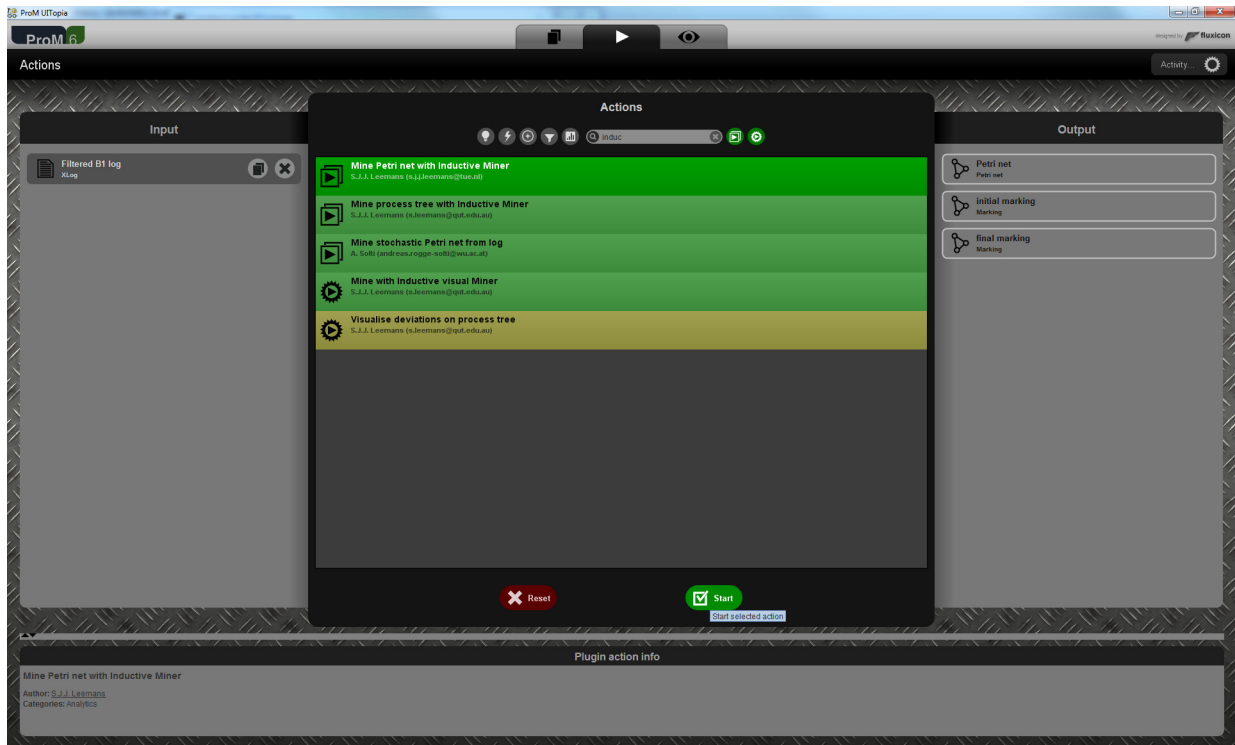 ProM UITopia
ProM 6
designed by fluxicon
Actions
Activity...
Input
Filtered B1 log
XLog
Actions
induc
Mine Petri net with Inductive Miner
S.J.J. Leemans (s.j.j.leemans@tue.nl)
Mine process tree with Inductive Miner
S.J.J. Leemans (s.leemans@qut.edu.au)
Mine stochastic Petri net from log
A. Solti (andreas.rogge-solti@wu.ac.at)
Mine with Inductive visual Miner
S.J.J. Leemans (s.leemans@qut.edu.au)
Visualise deviations on process tree
S.J.J. Leemans (s.leemans@qut.edu.au)
Reset
Start
Start selected action
Output
Petri net
Petri net
initial marking
Marking
final marking
Marking
Plugin action info
Mine Petri net with Inductive Miner
Author: S.J.J. Leemans
Categories: Analytics